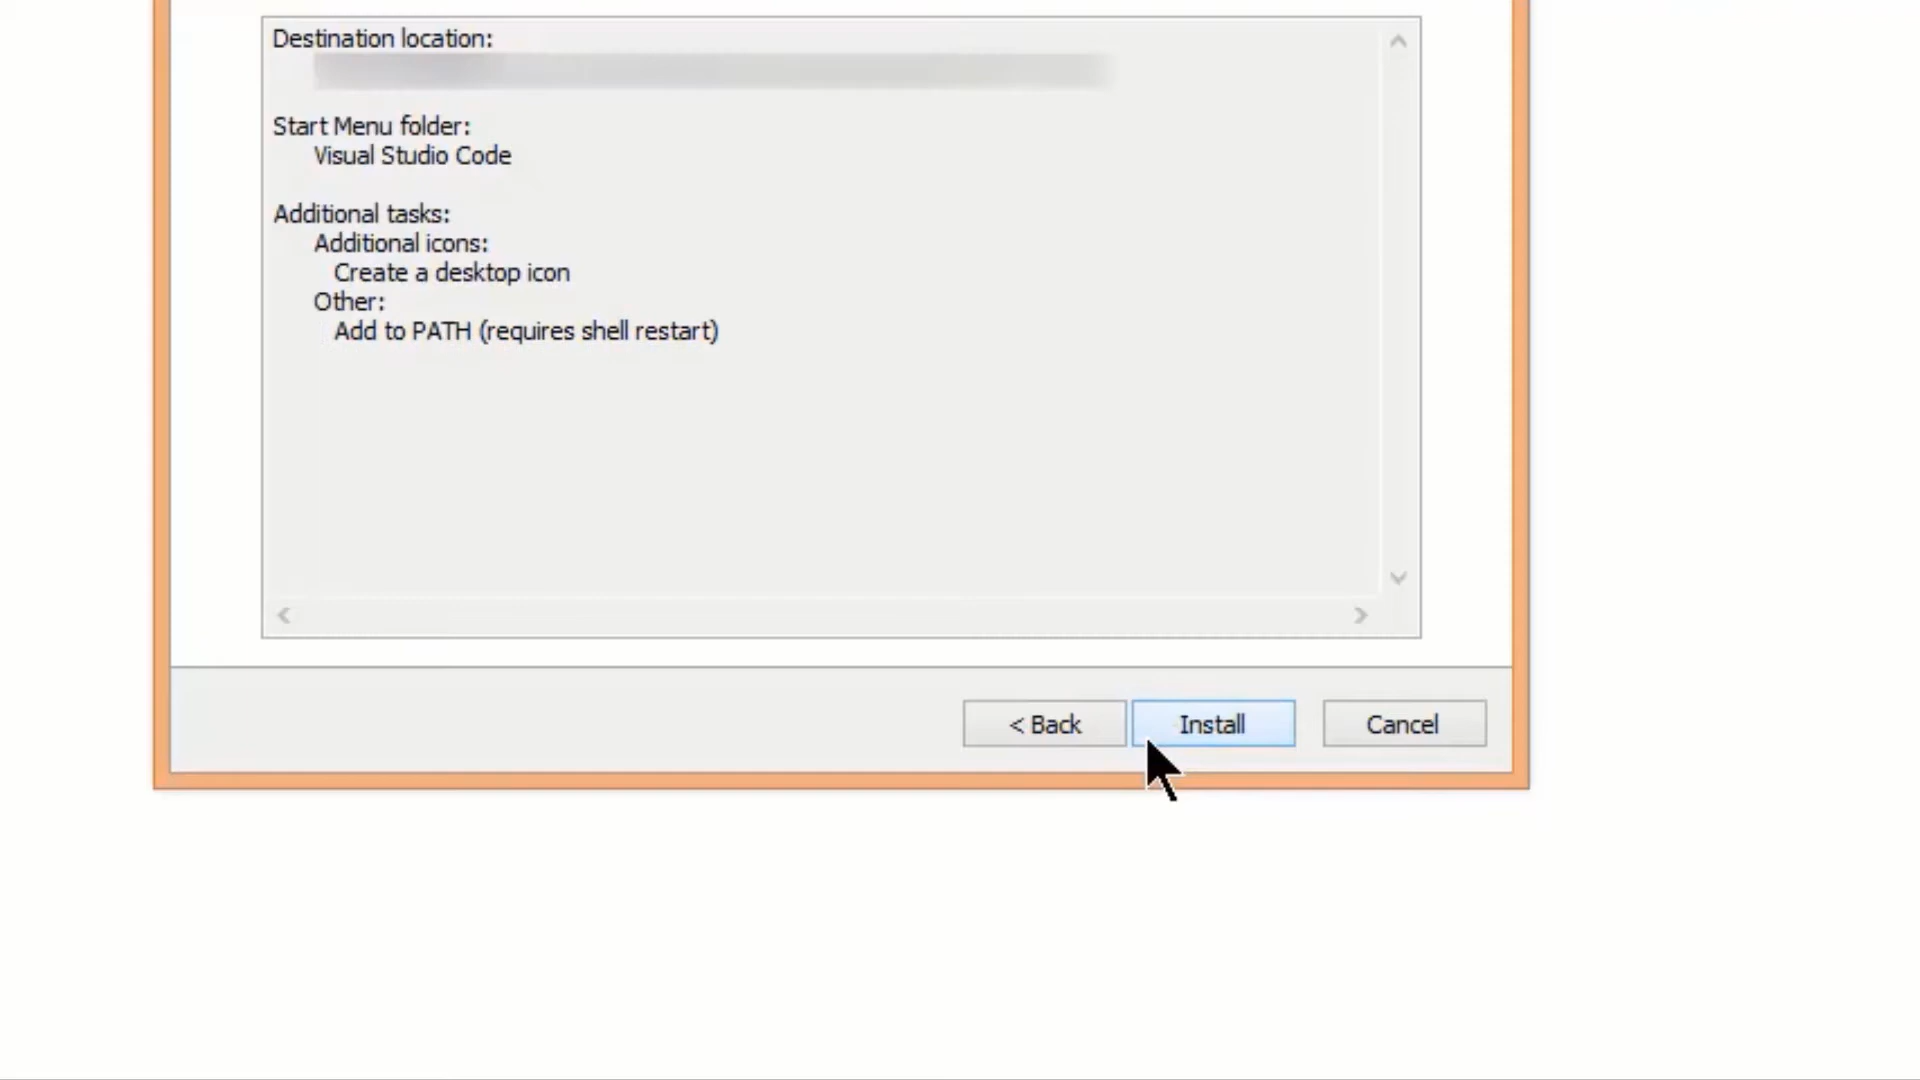 Destination location:
Start Menu folder:
Visual Studio Code
Additional tasks:
Additional icons:
Create a desktop icon
Other:
Add to PATH (requires shell restart)
< Back
Install
Cancel